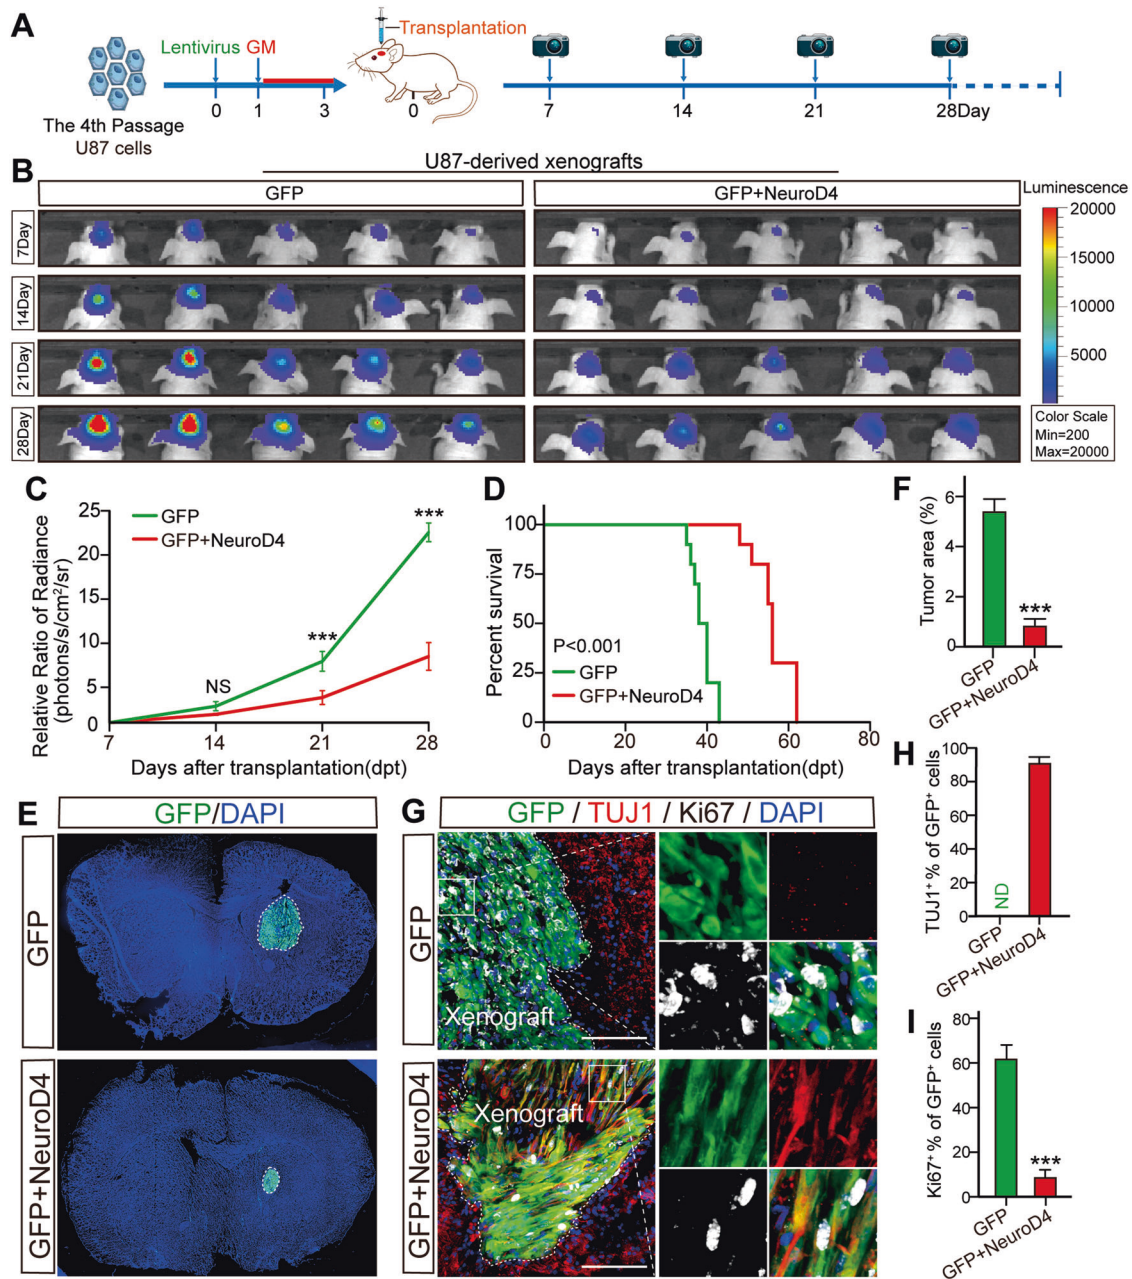 A
Lentivirus GM
Transplantation
0 1 3
0
7 14 21 28Day
The 4th Passage
U87 cells
B
U87-derived xenografts
GFP
GFP+NeuroD4
7Day
14Day
21Day
28Day
Luminescence
20000
15000
10000
5000
Color Scale
Min=200
Max=20000
C
Relative Ratio of Radiance
(photons/s/cm²/sr)
25
20
15
10
5
0
GFP
GFP+NeuroD4
NS
***
***
7 14 21 28
Days after transplantation(dpt)
D
Percent survival
100
75
50
25
0
P<0.001
GFP
GFP+NeuroD4
0 20 40 60 80
Days after transplantation(dpt)
F
Tumor area (%)
6
4
2
0
***
GFP
GFP+NeuroD4
E
GFP/DAPI
GFP
GFP+NeuroD4
G
GFP / TUJ1 / Ki67 / DAPI
GFP
Xenograft
GFP+NeuroD4
Xenograft
H
TUJ1⁺ % of GFP⁺ cells
100
80
60
40
20
0
ND
GFP
GFP+NeuroD4
I
Ki67⁺ % of GFP⁺ cells
80
60
40
20
0
***
GFP
GFP+NeuroD4